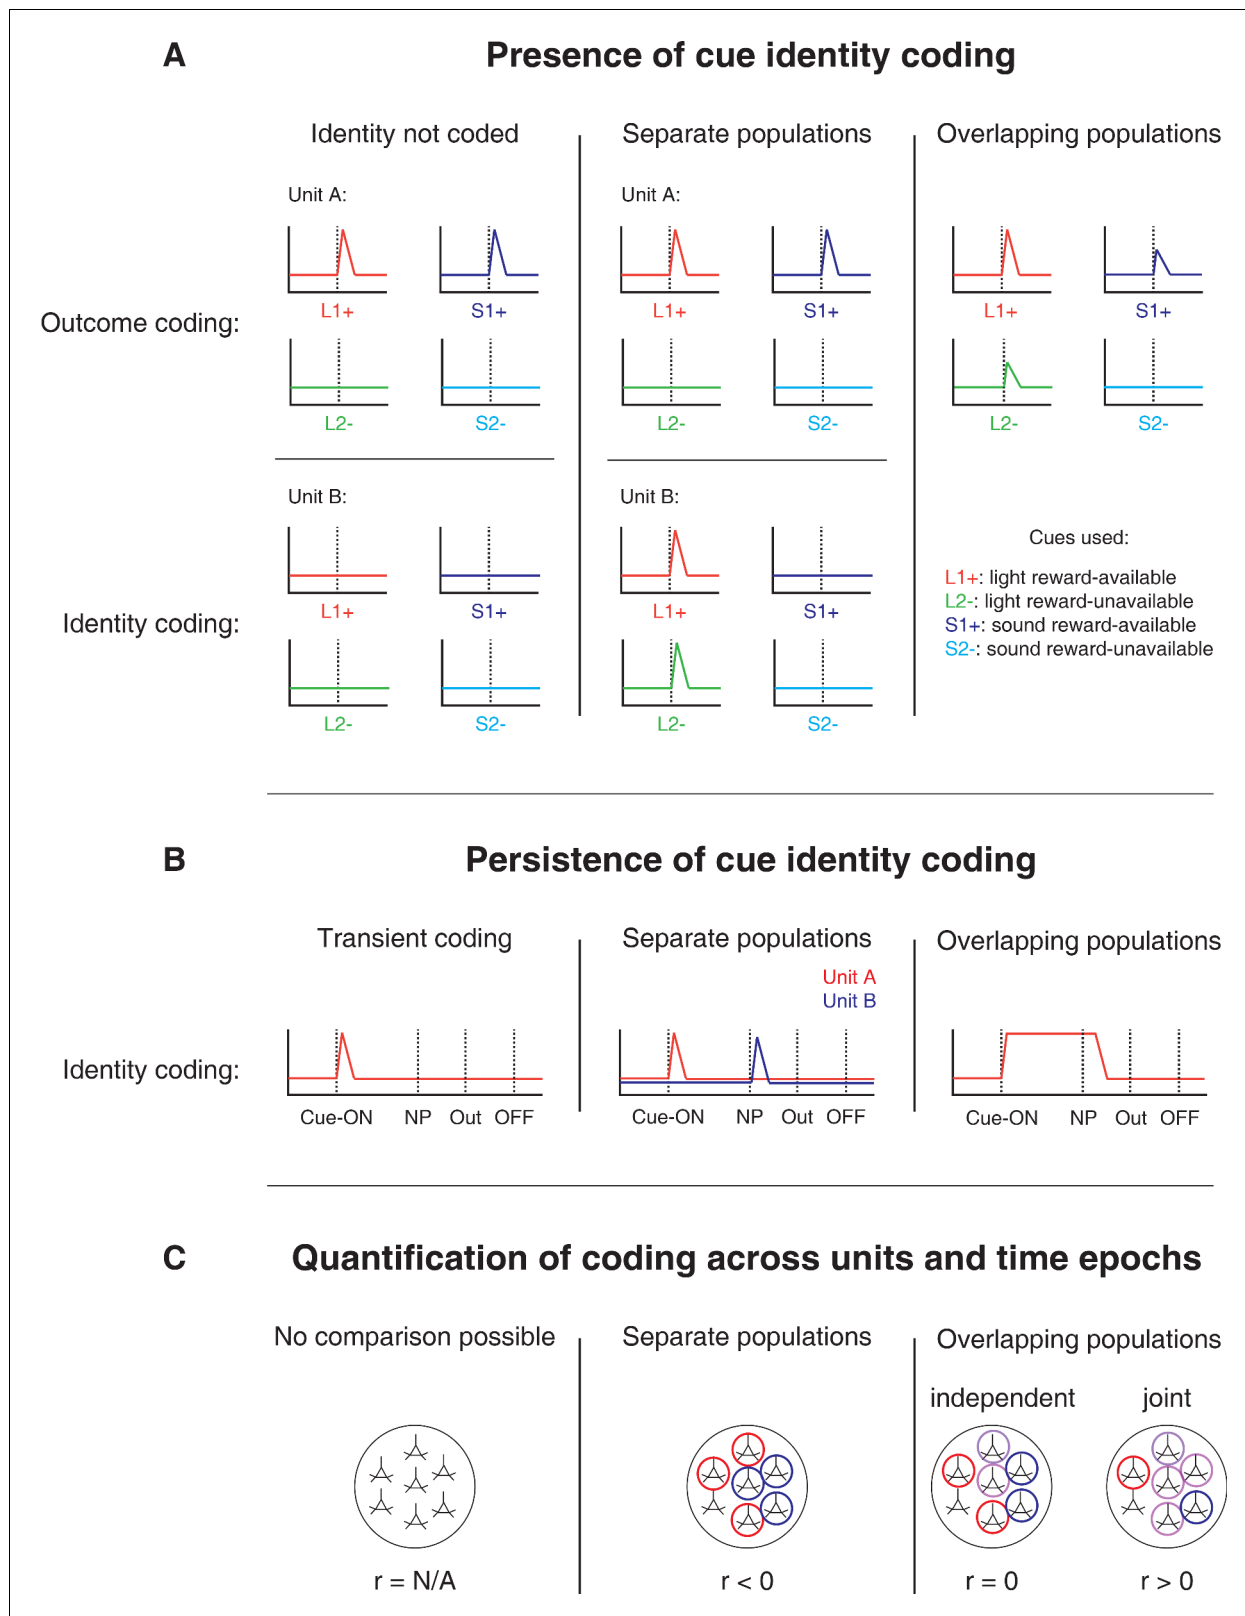 A
Presence of cue identity coding
Identity not coded
Separate populations
Overlapping populations
Unit A:
Unit A:
Outcome coding:
L1+
S1+
L1+
S1+
L1+
S1+
L2-
S2-
L2-
S2-
L2-
S2-
Unit B:
Unit B:
Identity coding:
L1+
S1+
L1+
S1+
L2-
S2-
L2-
S2-
Cues used:
L1+: light reward-available
L2-: light reward-unavailable
S1+: sound reward-available
S2-: sound reward-unavailable
B
Persistence of cue identity coding
Transient coding
Separate populations
Overlapping populations
Unit A
Unit B
Identity coding:
Cue-ON NP Out OFF
Cue-ON NP Out OFF
Cue-ON NP Out OFF
C
Quantification of coding across units and time epochs
No comparison possible
Separate populations
Overlapping populations
independent
joint
r = N/A
r < 0
r = 0
r > 0